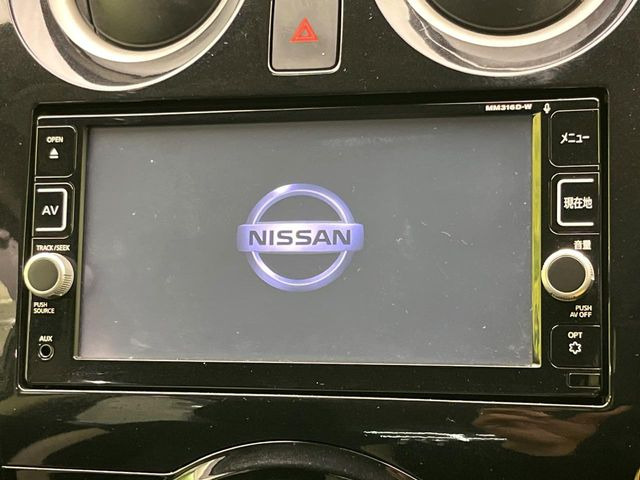 MM316D-W
OPEN
メニュー
AV
現在地
TRACK/SEEK
音量
NISSAN
PUSH
SOURCE
PUSH
AV OFF
AUX
OPT